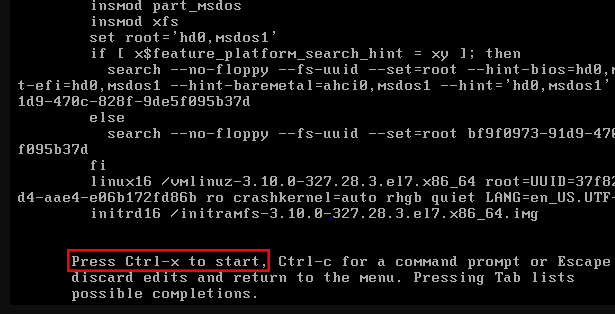 insmod part_msdos
insmod xfs
set root='hd0,msdos1'
if [ x$feature_platform_search_hint = xy ]; then
search --no-floppy --fs-uuid --set=root --hint-bios=hd0,m
t-efi=hd0,msdos1 --hint-baremetal=ahci0,msdos1 --hint='hd0,msdos1'
1d9-470c-828f-9de5f095b37d
else
search --no-floppy --fs-uuid --set=root bf9f0973-91d9-470
f095b37d
fi
linux16 /vmlinuz-3.10.0-327.28.3.el7.x86_64 root=UUID=37f82
d4-aae4-e06b172fd86b ro crashkernel=auto rhgb quiet LANG=en_US.UTF-
initrd16 /initramfs-3.10.0-327.28.3.el7.x86_64.img
Press Ctrl-x to start, Ctrl-c for a command prompt or Escape
discard edits and return to the menu. Pressing Tab lists
possible completions.